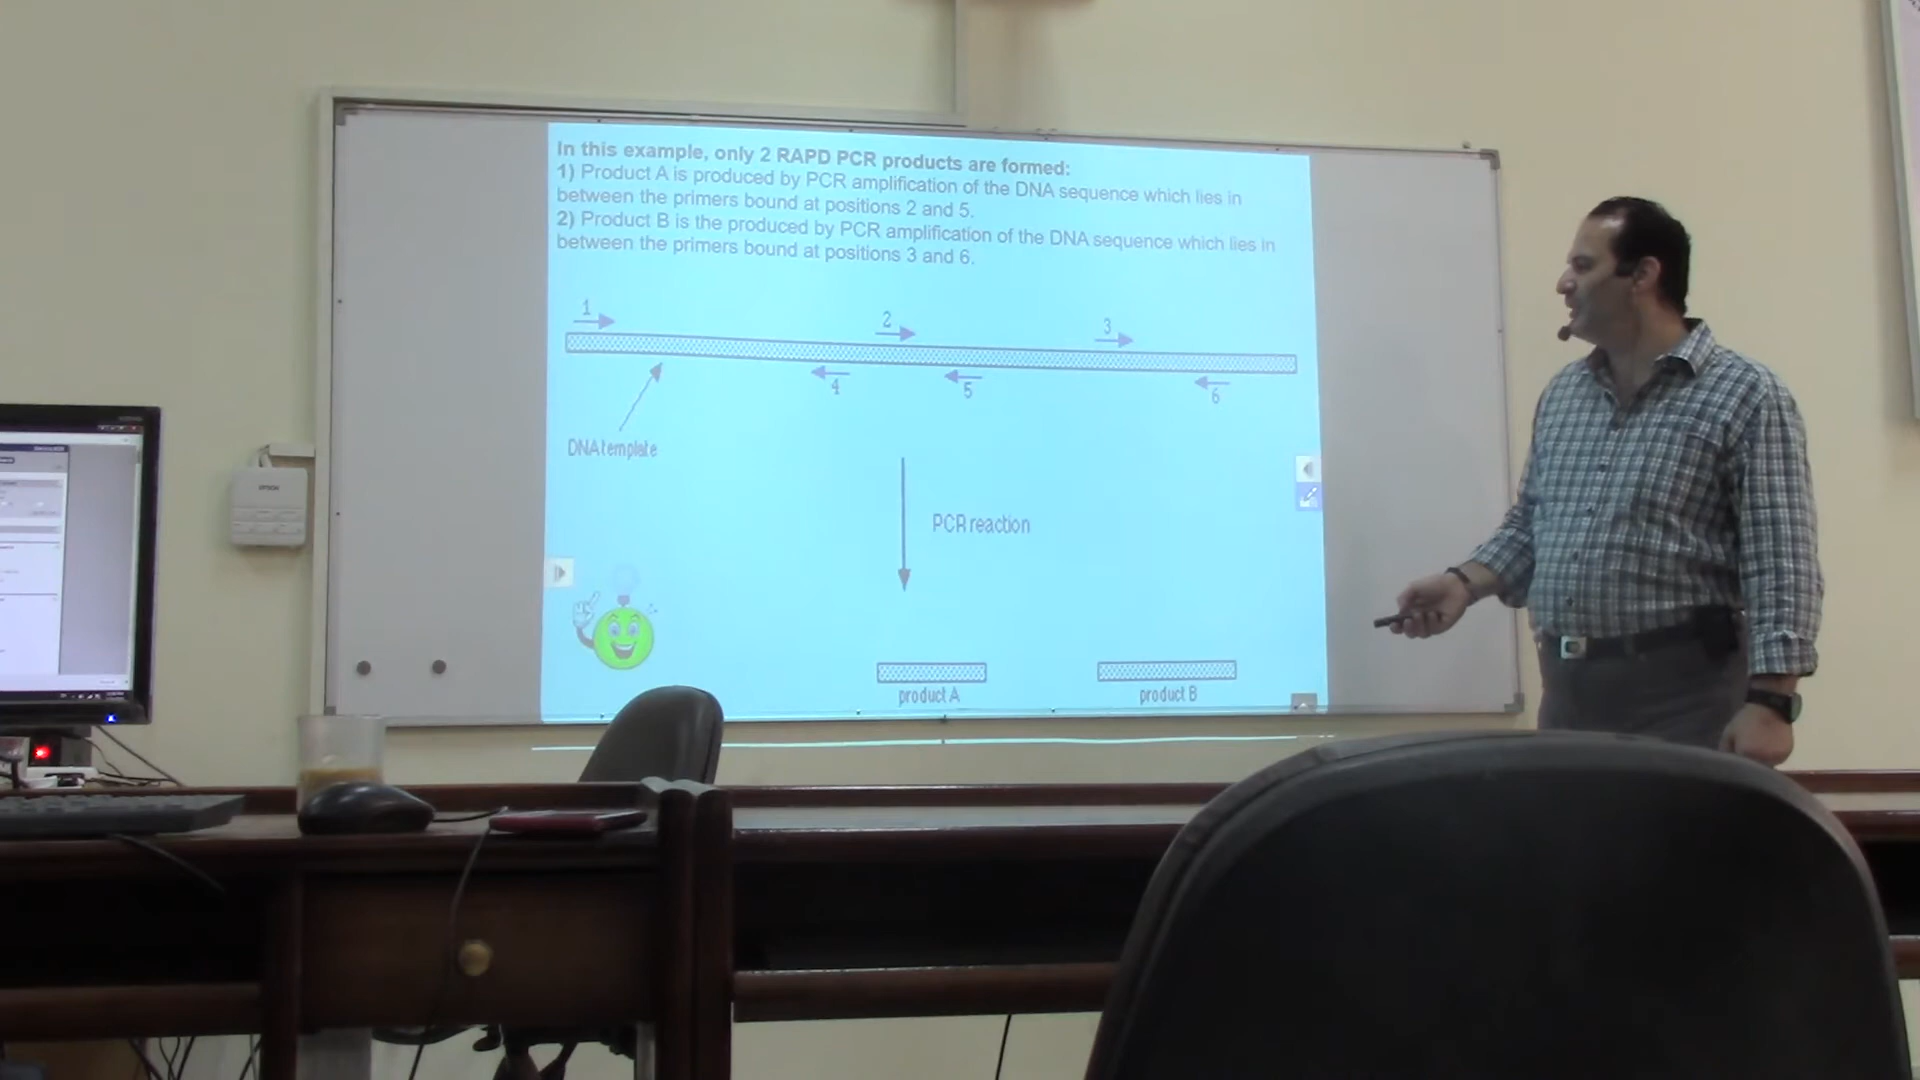 In this example, only 2 RAPD PCR products are formed:
1) Product A is produced by PCR amplification of the DNA sequence which lies in
between the primers bound at positions 2 and 5.
2) Product B is the produced by PCR amplification of the DNA sequence which lies in
between the primers bound at positions 3 and 6.
1
2
3
4
5
6
DNA template
PCR reaction
product A
product B
EPSON